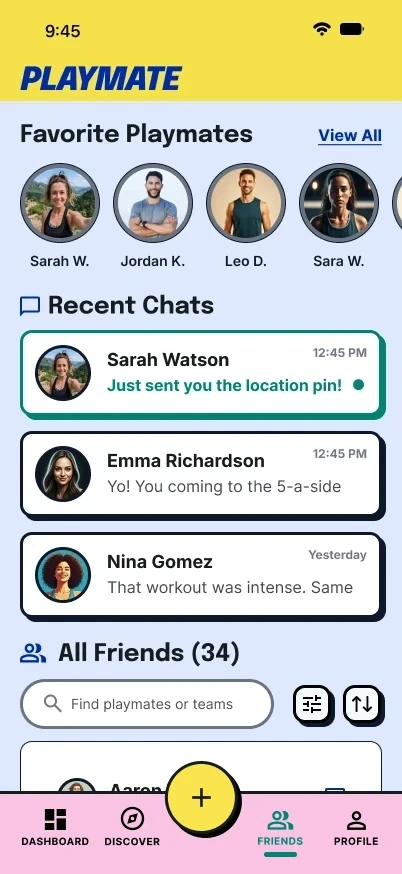 9:45
PLAYMATE
Favorite Playmates
View All
Sarah W.
Jordan K.
Leo D.
Sara W.
Recent Chats
Sarah Watson
12:45 PM
Just sent you the location pin!
Emma Richardson
12:45 PM
Yo! You coming to the 5-a-side
Nina Gomez
Yesterday
That workout was intense. Same
All Friends (34)
Find playmates or teams
Aaron
+
DASHBOARD
DISCOVER
FRIENDS
PROFILE